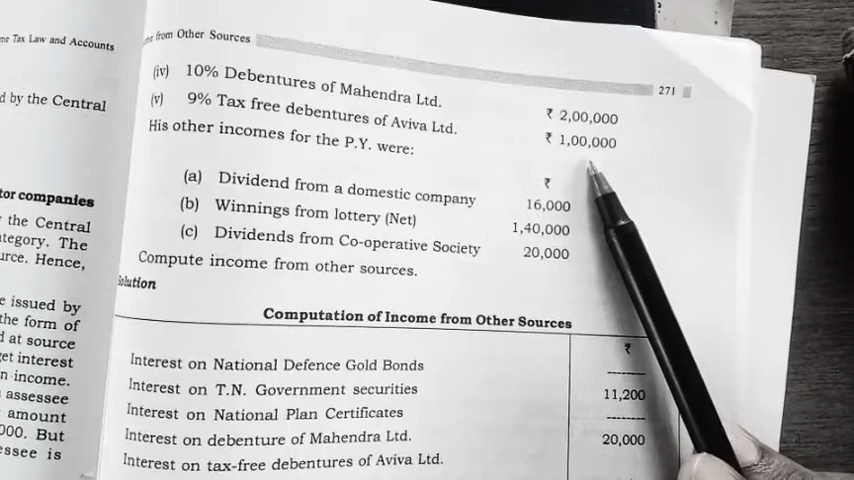 me Tax Law and Accounts
d by the Central
tor companies
the Central
tegory. The
urce. Hence,
e issued by
the form of
d at source
get interest
n income.
assessee
amount
000. But
essee is
from Other Sources
271
(iv) 10% Debentures of Mahendra Ltd. ₹ 2,00,000
(v) 9% Tax free debentures of Aviva Ltd. ₹ 1,00,000
His other incomes for the P.Y. were:
₹
(a) Dividend from a domestic company 16,000
(b) Winnings from lottery (Net) 1,40,000
(c) Dividends from Co-operative Society 20,000
Compute income from other sources.
Solution
Computation of Income from Other Sources
₹
Interest on National Defence Gold Bonds --------
Interest on T.N. Government securities 11,200
Interest on National Plan Certificates --------
Interest on debenture of Mahendra Ltd. 20,000
Interest on tax-free debentures of Aviva Ltd.